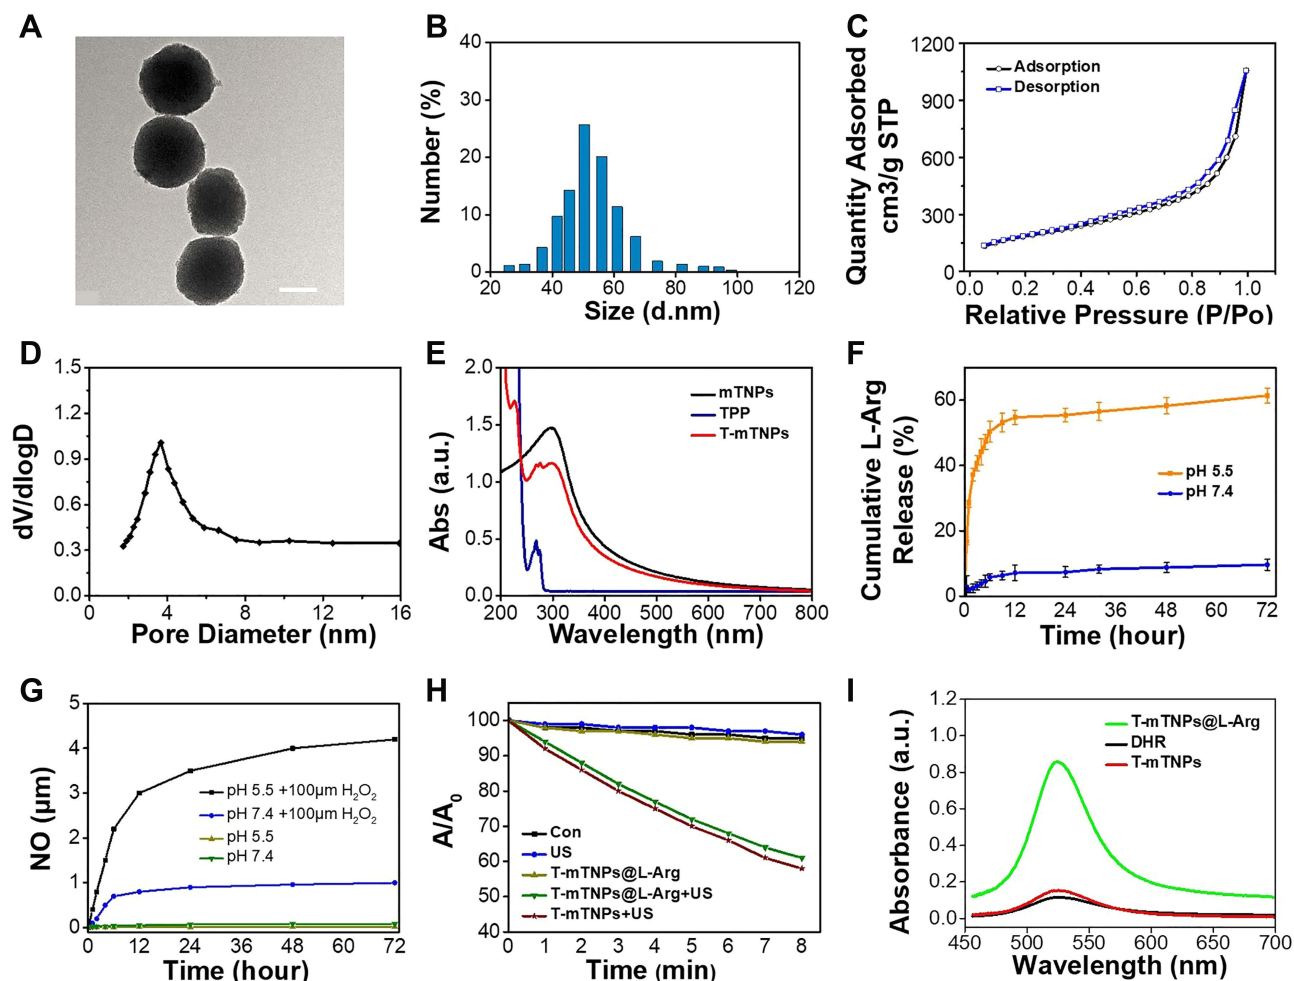 A
B
40
30
20
10
0
Number (%)
20
40
60
80
100
120
Size (d.nm)
C
1200
900
600
300
0
Quantity Adsorbed
cm3/g STP
Adsorption
Desorption
0.0
0.2
0.4
0.6
0.8
1.0
Relative Pressure (P/Po)
D
1.5
1.2
0.9
0.6
0.3
0.0
dV/dlogD
0
4
8
12
16
Pore Diameter (nm)
E
2.0
1.5
1.0
0.5
0.0
Abs (a.u.)
mTNPs
TPP
T-mTNPs
200
300
400
500
600
700
800
Wavelength (nm)
F
60
40
20
0
Cumulative L-Arg
Release (%)
pH 5.5
pH 7.4
0
12
24
36
48
60
72
Time (hour)
G
5
4
3
2
1
0
NO (μm)
pH 5.5 +100μm H₂O₂
pH 7.4 +100μm H₂O₂
pH 5.5
pH 7.4
0
12
24
36
48
60
72
Time (hour)
H
100
90
80
70
60
50
40
A/A₀
Con
US
T-mTNPs@L-Arg
T-mTNPs@L-Arg+US
T-mTNPs+US
0
1
2
3
4
5
6
7
8
Time (min)
I
1.2
1.0
0.8
0.6
0.4
0.2
0.0
Absorbance (a.u.)
T-mTNPs@L-Arg
DHR
T-mTNPs
450
500
550
600
650
700
Wavelength (nm)